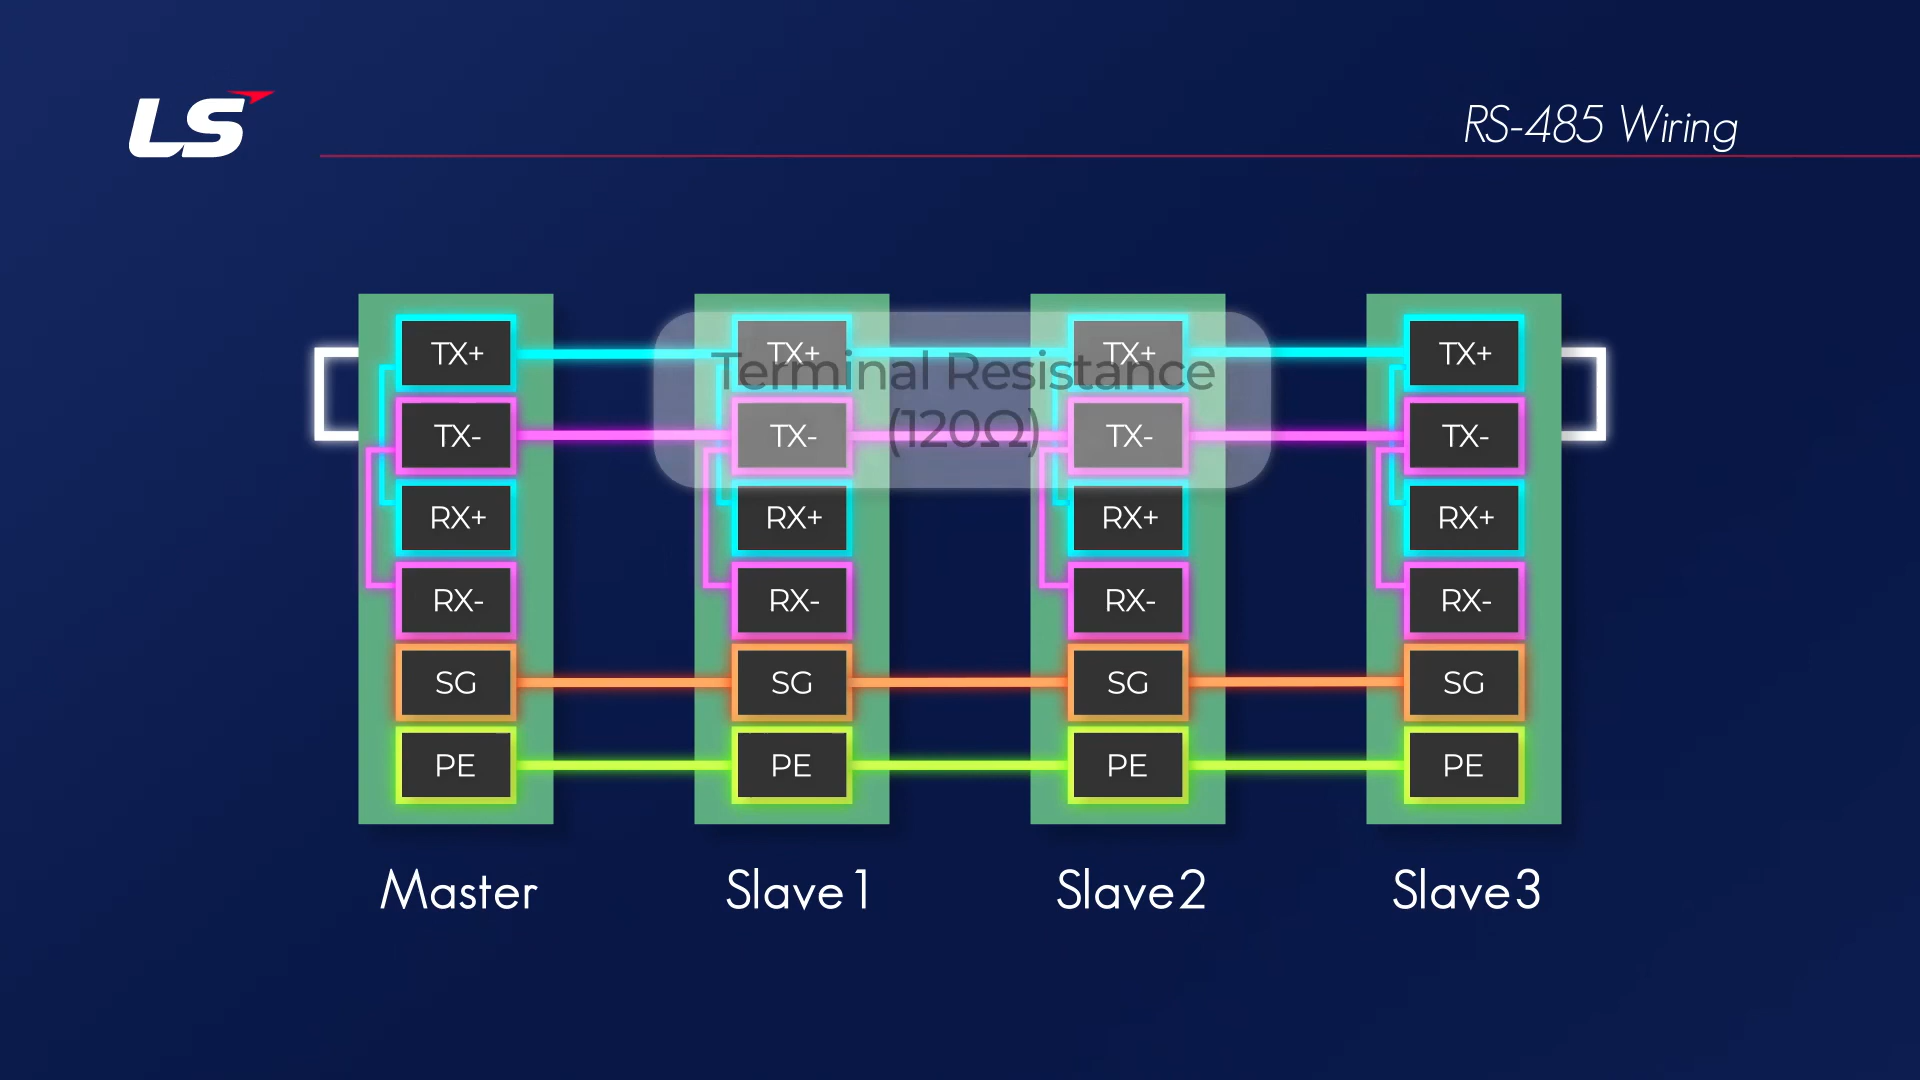 LS
RS-485 Wiring
TX+ TX+ TX+ TX+
Terminal Resistance
(120Ω)
TX- TX- TX- TX-
RX+ RX+ RX+ RX+
RX- RX- RX- RX-
SG SG SG SG
PE PE PE PE
Master Slave1 Slave2 Slave3